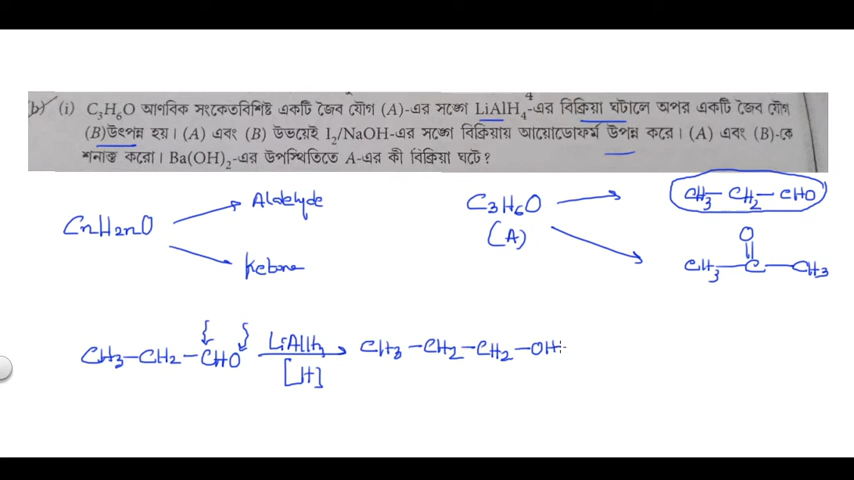 b) (i) C3H6O আণবিক সংকেতবিশিষ্ট একটি জৈব যৌগ (A)-এর সঙ্গে LiAlH4-এর বিক্রিয়া ঘটালে অপর একটি জৈব যৌগ
(B)উৎপন্ন হয়। (A) এবং (B) উভয়েই I2/NaOH-এর সঙ্গে বিক্রিয়ায় আয়োডোফর্ম উৎপন্ন করে। (A) এবং (B)-কে
শনাক্ত করো। Ba(OH)2-এর উপস্থিতিতে A-এর কী বিক্রিয়া ঘটে?
CnH2nO
Aldehyde
Ketone
C3H6O
(A)
CH3-CH2-CHO
O
CH3-C-CH3
CH3-CH2-CHO LiAlH4 CH3-CH2-CH2-OH
[H]